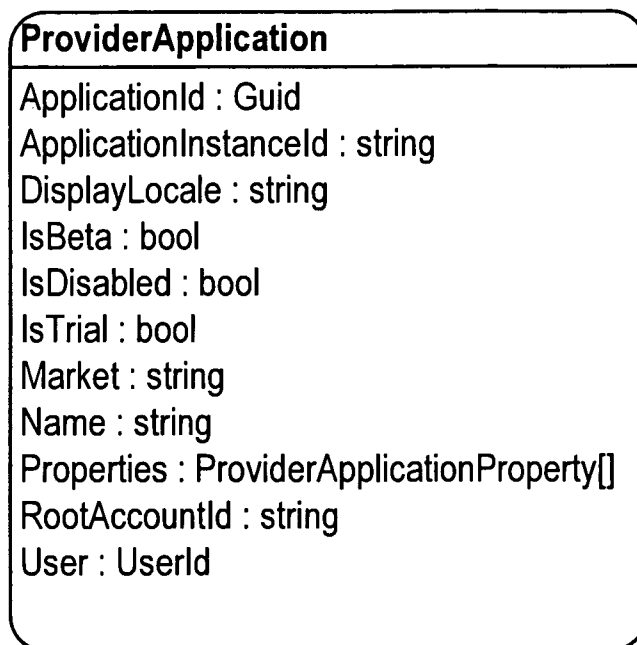 ProviderApplication
ApplicationId : Guid
ApplicationInstanceId : string
DisplayLocale : string
IsBeta : bool
IsDisabled : bool
IsTrial : bool
Market : string
Name : string
Properties : ProviderApplicationProperty[]
RootAccountId : string
User : UserId